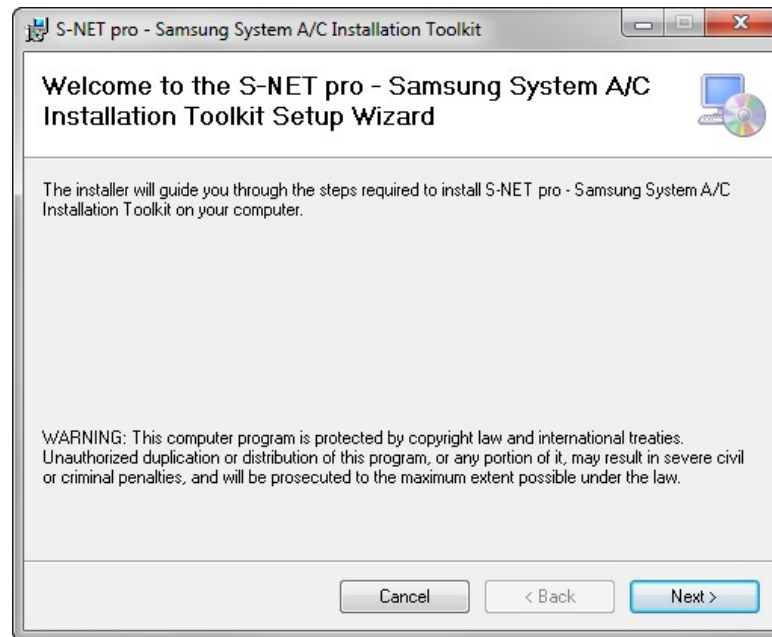 S-NET pro - Samsung System A/C Installation Toolkit
Welcome to the S-NET pro - Samsung System A/C
Installation Toolkit Setup Wizard
The installer will guide you through the steps required to install S-NET pro - Samsung System A/C
Installation Toolkit on your computer.
WARNING: This computer program is protected by copyright law and international treaties.
Unauthorized duplication or distribution of this program, or any portion of it, may result in severe civil
or criminal penalties, and will be prosecuted to the maximum extent possible under the law.
Cancel < Back Next >